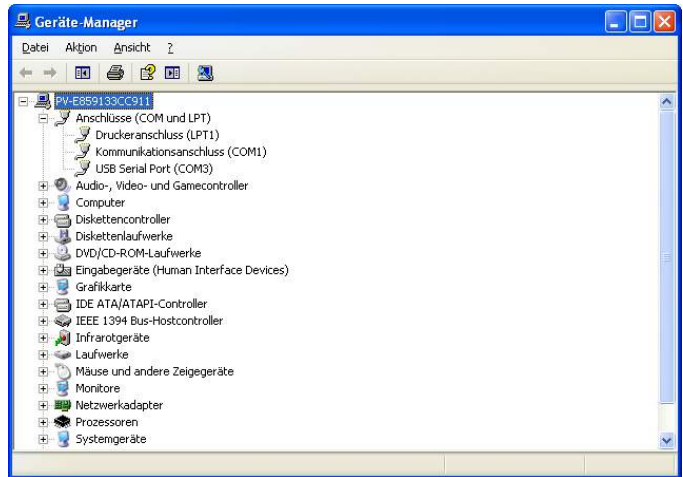 Geräte-Manager
Datei Aktion Ansicht ?
PV-E859133CC911
Anschlüsse (COM und LPT)
Druckeranschluss (LPT1)
Kommunikationsanschluss (COM1)
USB Serial Port (COM3)
Audio-, Video- und Gamecontroller
Computer
Diskettencontroller
Diskettenlaufwerke
DVD/CD-ROM-Laufwerke
Eingabegeräte (Human Interface Devices)
Grafikkarte
IDE ATA/ATAPI-Controller
IEEE 1394 Bus-Hostcontroller
Infrarotgeräte
Laufwerke
Mäuse und andere Zeigegeräte
Monitore
Netzwerkadapter
Prozessoren
Systemgeräte